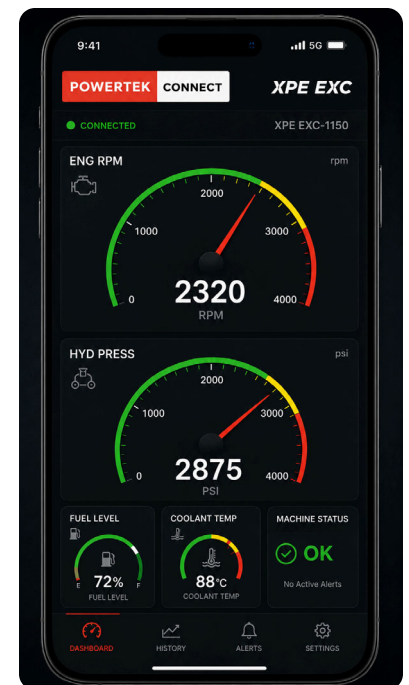 9:41
5G
POWERTEK CONNECT
XPE EXC
CONNECTED
XPE EXC-1150
ENG RPM
rpm
2000
1000
3000
0
4000
2320
RPM
HYD PRESS
psi
2000
1000
3000
0
4000
2875
PSI
FUEL LEVEL
E
F
72%
FUEL LEVEL
COOLANT TEMP
88°C
COOLANT TEMP
MACHINE STATUS
OK
No Active Alerts
DASHBOARD
HISTORY
ALERTS
SETTINGS